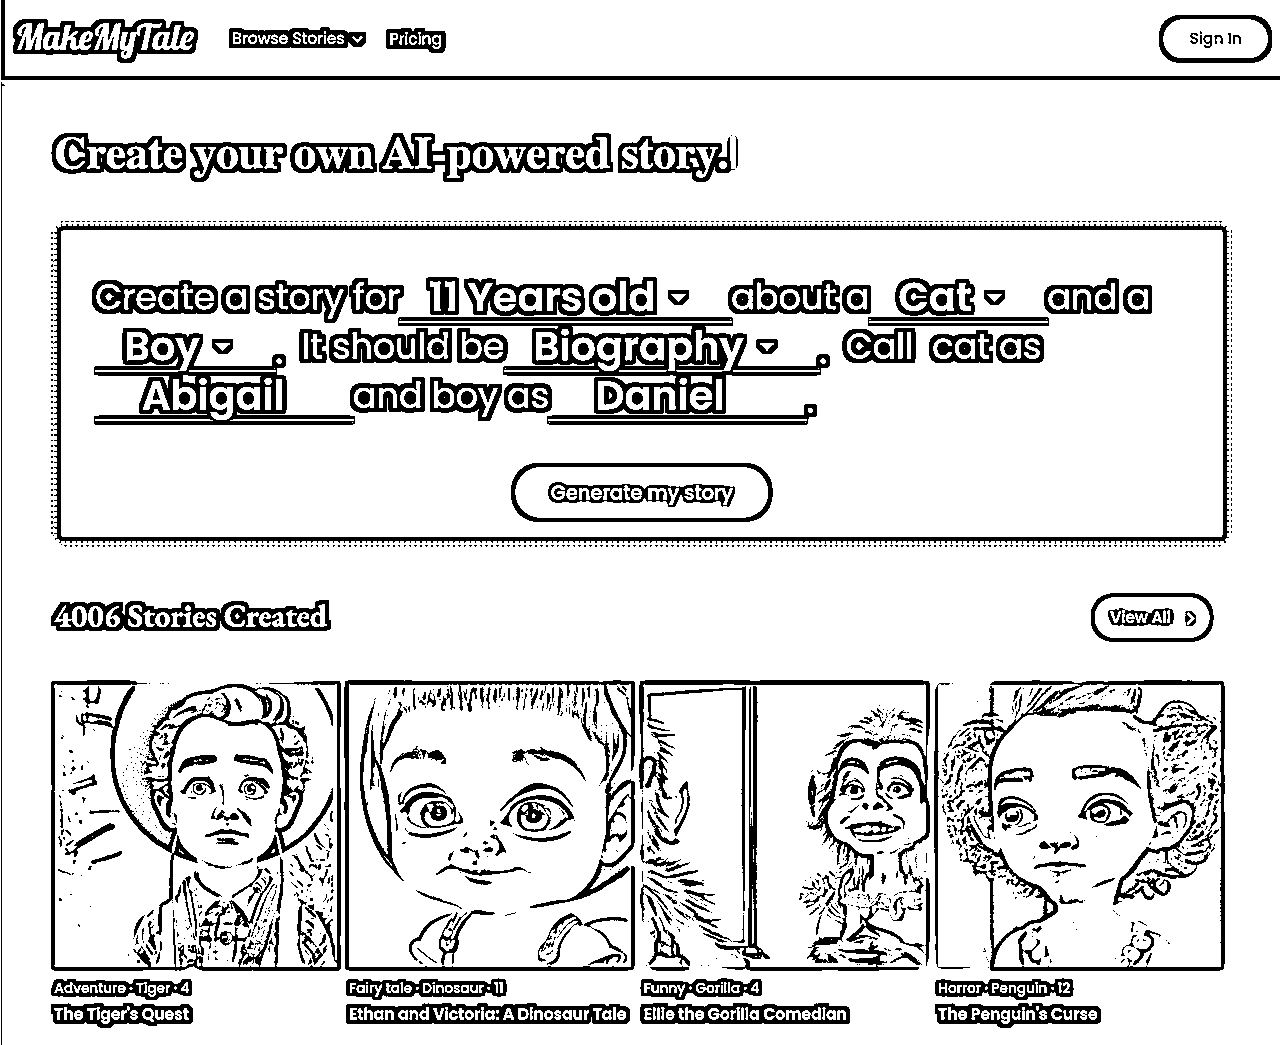 MakeMyTale Browse Stories Pricing Sign In
Create your own AI-powered story.
Create a story for 11 Years old about a Cat and a
Boy . It should be Biography . Call cat as
Abigail and boy as Daniel .
Generate my story
4006 Stories Created View All
Adventure · Tiger · 4
The Tiger's Quest
Fairy tale · Dinosaur · 11
Ethan and Victoria: A Dinosaur Tale
Funny · Gorilla · 4
Ellie the Gorilla Comedian
Horror · Penguin · 12
The Penguin's Curse